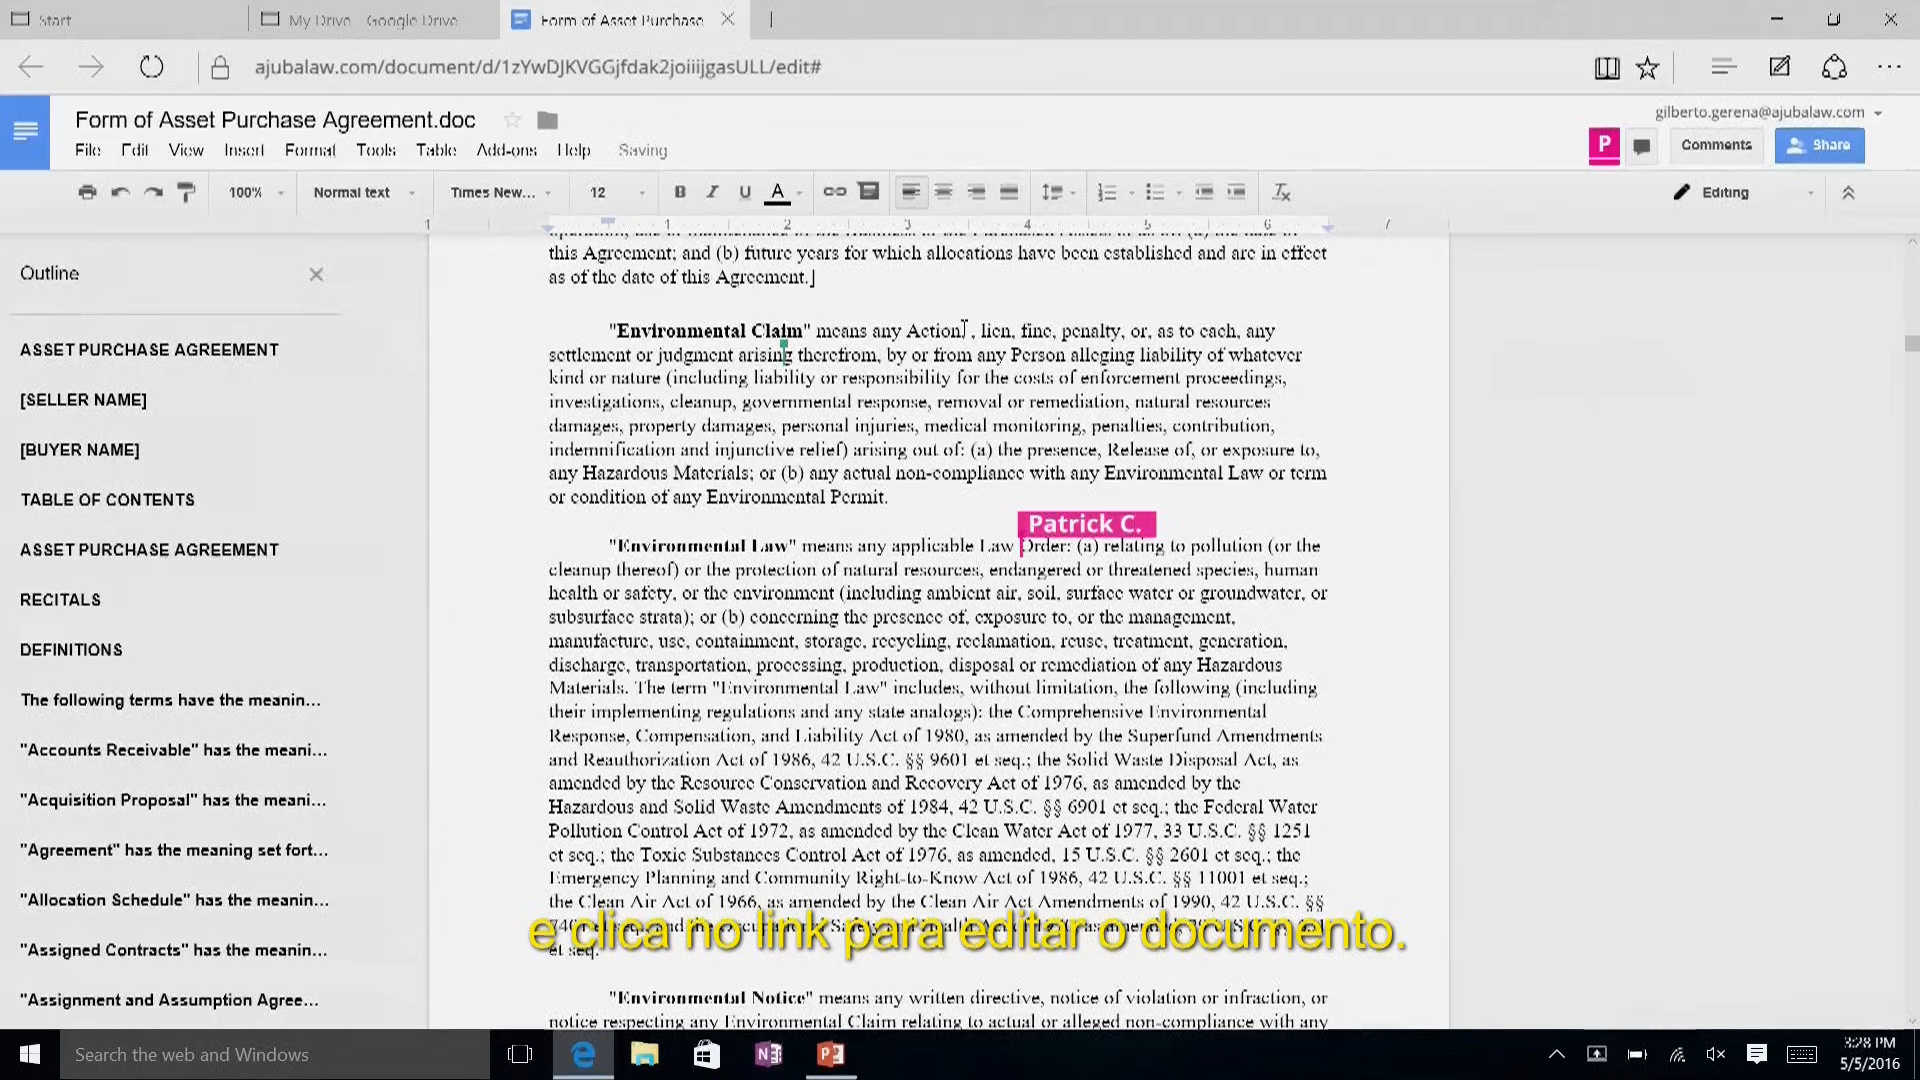 Start
My Drive Google Drive
Form of Asset Purchase
ajubalaw.com/document/d/1zYwDJKVGGjfdak2joiiijgasULL/edit#
Form of Asset Purchase Agreement.doc
gilberto.gerena@ajubalaw.com
File Edit View Insert Format Tools Table Add-ons Help Saving
P
Comments
Share
100% Normal text Times New... 12 B I U A
Editing
1 1 2 3 4 5 6 7
Outline
ASSET PURCHASE AGREEMENT
[SELLER NAME]
[BUYER NAME]
TABLE OF CONTENTS
ASSET PURCHASE AGREEMENT
RECITALS
DEFINITIONS
The following terms have the meanin...
"Accounts Receivable" has the meani...
"Acquisition Proposal" has the meani...
"Agreement" has the meaning set fort...
"Allocation Schedule" has the meanin...
"Assigned Contracts" has the meanin...
"Assignment and Assumption Agree...
this Agreement; and (b) future years for which allocations have been established and are in effect
as of the date of this Agreement.]
"Environmental Claim" means any Action, , lien, fine, penalty, or, as to each, any
settlement or judgment arising therefrom, by or from any Person alleging liability of whatever
kind or nature (including liability or responsibility for the costs of enforcement proceedings,
investigations, cleanup, governmental response, removal or remediation, natural resources
damages, property damages, personal injuries, medical monitoring, penalties, contribution,
indemnification and injunctive relief) arising out of: (a) the presence, Release of, or exposure to,
any Hazardous Materials; or (b) any actual non-compliance with any Environmental Law or term
or condition of any Environmental Permit.
Patrick C.
"Environmental Law" means any applicable Law Order: (a) relating to pollution (or the
cleanup thereof) or the protection of natural resources, endangered or threatened species, human
health or safety, or the environment (including ambient air, soil, surface water or groundwater, or
subsurface strata); or (b) concerning the presence of, exposure to, or the management,
manufacture, use, containment, storage, recycling, reclamation, reuse, treatment, generation,
discharge, transportation, processing, production, disposal or remediation of any Hazardous
Materials. The term "Environmental Law" includes, without limitation, the following (including
their implementing regulations and any state analogs): the Comprehensive Environmental
Response, Compensation, and Liability Act of 1980, as amended by the Superfund Amendments
and Reauthorization Act of 1986, 42 U.S.C. §§ 9601 et seq.; the Solid Waste Disposal Act, as
amended by the Resource Conservation and Recovery Act of 1976, as amended by the
Hazardous and Solid Waste Amendments of 1984, 42 U.S.C. §§ 6901 et seq.; the Federal Water
Pollution Control Act of 1972, as amended by the Clean Water Act of 1977, 33 U.S.C. §§ 1251
et seq.; the Toxic Substances Control Act of 1976, as amended, 15 U.S.C. §§ 2601 et seq.; the
Emergency Planning and Community Right-to-Know Act of 1986, 42 U.S.C. §§ 11001 et seq.;
the Clean Air Act of 1966, as amended by the Clean Air Act Amendments of 1990, 42 U.S.C. §§
e clica no link para editar o documento.
et seq.
"Environmental Notice" means any written directive, notice of violation or infraction, or
notice respecting any Environmental Claim relating to actual or alleged non-compliance with any
Search the web and Windows
3:28 PM
5/5/2016